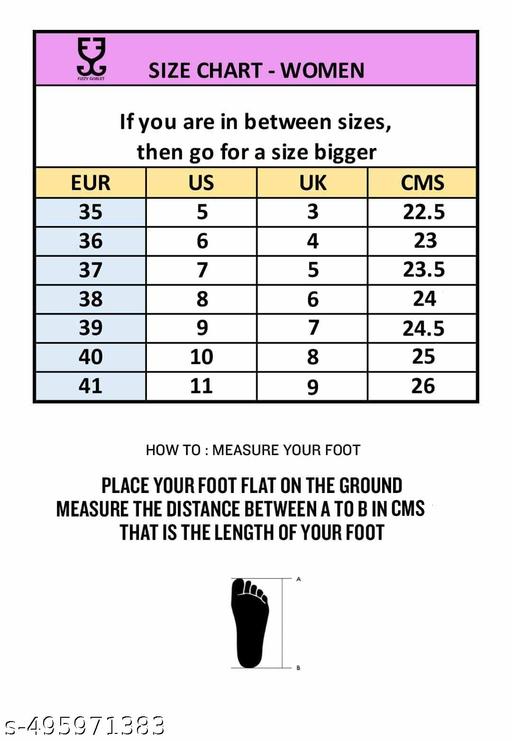 FIZZY GOBLET
SIZE CHART - WOMEN
If you are in between sizes,
then go for a size bigger
EUR US UK CMS
35 5 3 22.5
36 6 4 23
37 7 5 23.5
38 8 6 24
39 9 7 24.5
40 10 8 25
41 11 9 26
HOW TO : MEASURE YOUR FOOT
PLACE YOUR FOOT FLAT ON THE GROUND
MEASURE THE DISTANCE BETWEEN A TO B IN CMS
THAT IS THE LENGTH OF YOUR FOOT
A
B
s-495971383